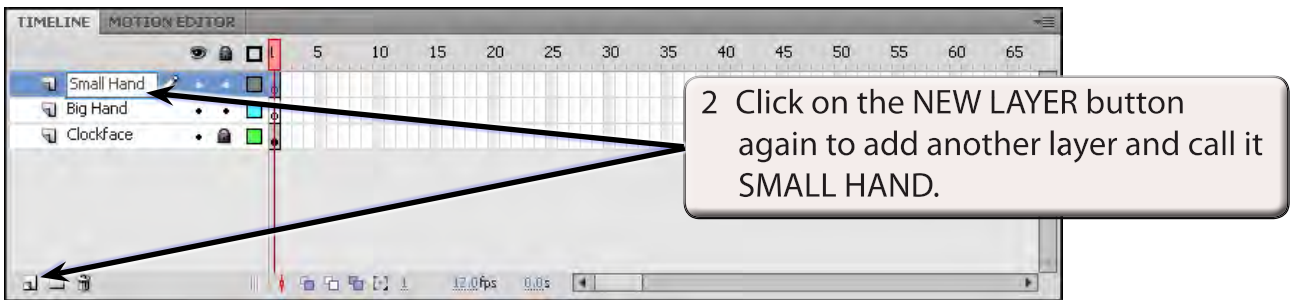 TIMELINE MOTION EDITOR
1 5 10 15 20 25 30 35 40 45 50 55 60 65
Small Hand
Big Hand
Clockface
2 Click on the NEW LAYER button
again to add another layer and call it
SMALL HAND.
1 12.0fps 0.0s